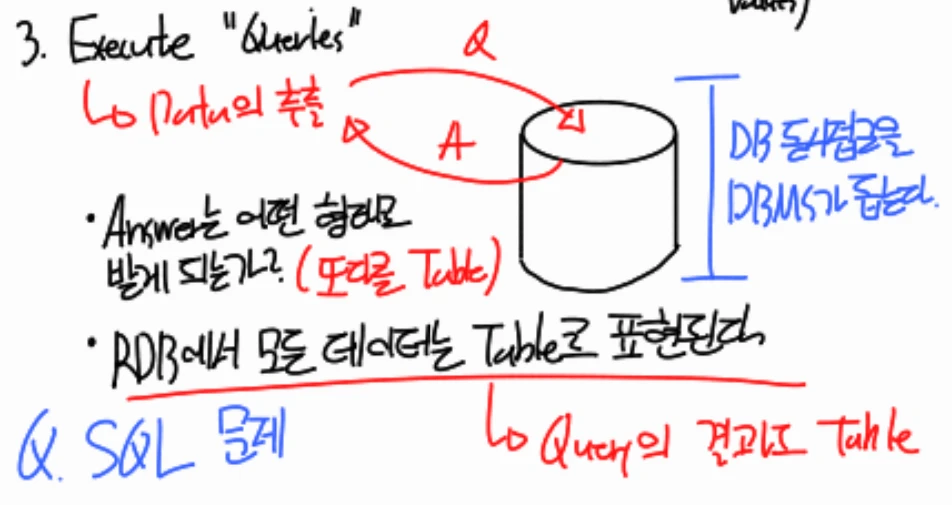 values)
3. Execute "Queries"
↳ Data의 추출
Q
A
DB 동시접근을
DBMS가 돕는다.
· Answer는 어떤 형태로
받게 되는가? (또다른 Table)
· RDB에서 모든 데이터는 Table로 표현된다.
↳ Query의 결과도 Table
Q. SQL 문제